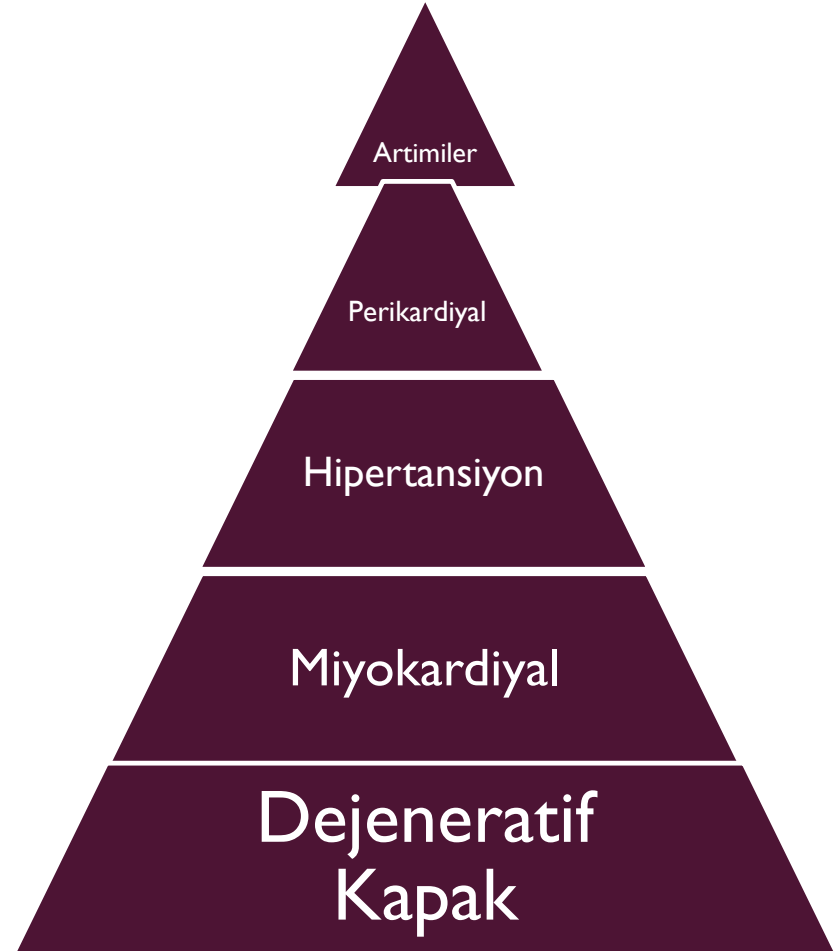 Artimiler
Perikardiyal
Hipertansiyon
Miyokardiyal
Dejeneratif
Kapak